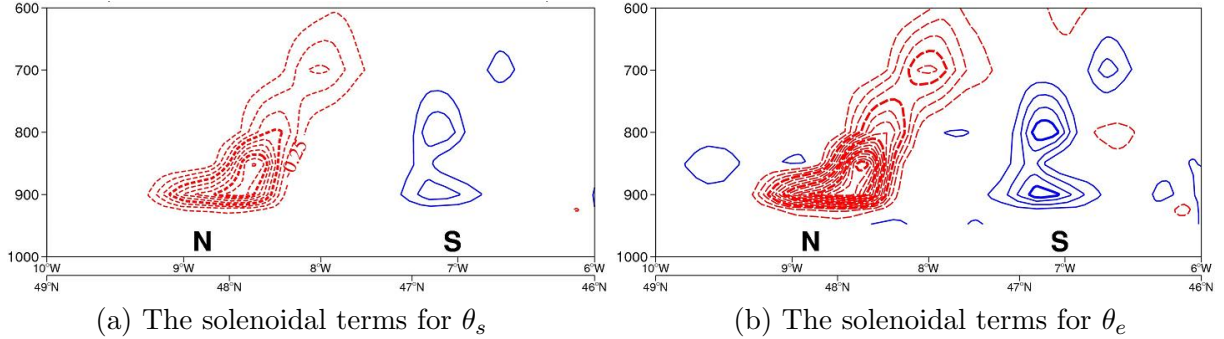 600
700
800
900
1000
0.25
N S
10°W 9°W 8°W 7°W 6°W
49°N 48°N 47°N 46°N
(a) The solenoidal terms for θs
600
700
800
900
1000
N S
10°W 9°W 8°W 7°W 6°W
49°N 48°N 47°N 46°N
(b) The solenoidal terms for θe